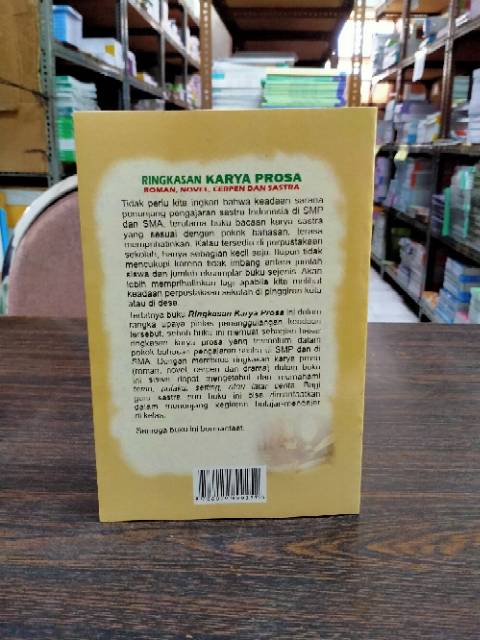 RINGKASAN KARYA PROSA
ROMAN, NOVEL, CERPEN DAN SASTRA
Tidak perlu kita ingkari bahwa keadaan sarana
penunjang pengajaran sastra Indonesia di SMP
dan SMA, terutama buku bacaan karya sastra
yang sesuai dengan pokok bahasan, terasa
memprihatinkan. Kalau tersedia di perpustakaan
sekolah, hanya sebagian kecil saja. Itupun tidak
mencukupi karena tidak imbang antara jumlah
siswa dan jumlah eksemplar buku sejenis. Akan
lebih memprihatinkan lagi apabila kita melihat
keadaan perpustakaan sekolah di pinggiran kota
atau di desa.
Terbitnya buku Ringkasan Karya Prosa ini dalam
rangka upaya penanggulangan keadaan
tersebut, sebab buku ini memuat sebagian besar
ringkasan karya prosa yang tercantum dalam
pokok bahasan pengajaran sastra di SMP dan di
SMA. Dengan membaca ringkasan karya prosa
(roman, novel, cerpen dan drama) dalam buku
ini siswa dapat mengetahui dan memahami
tema, pelaku, setting, alur latar cerita. Bagi
guru sastra pun buku ini bisa dimanfaatkan
dalam menunjang kegiatan belajar-mengajar
di kelas.
Semoga buku ini bermanfaat.